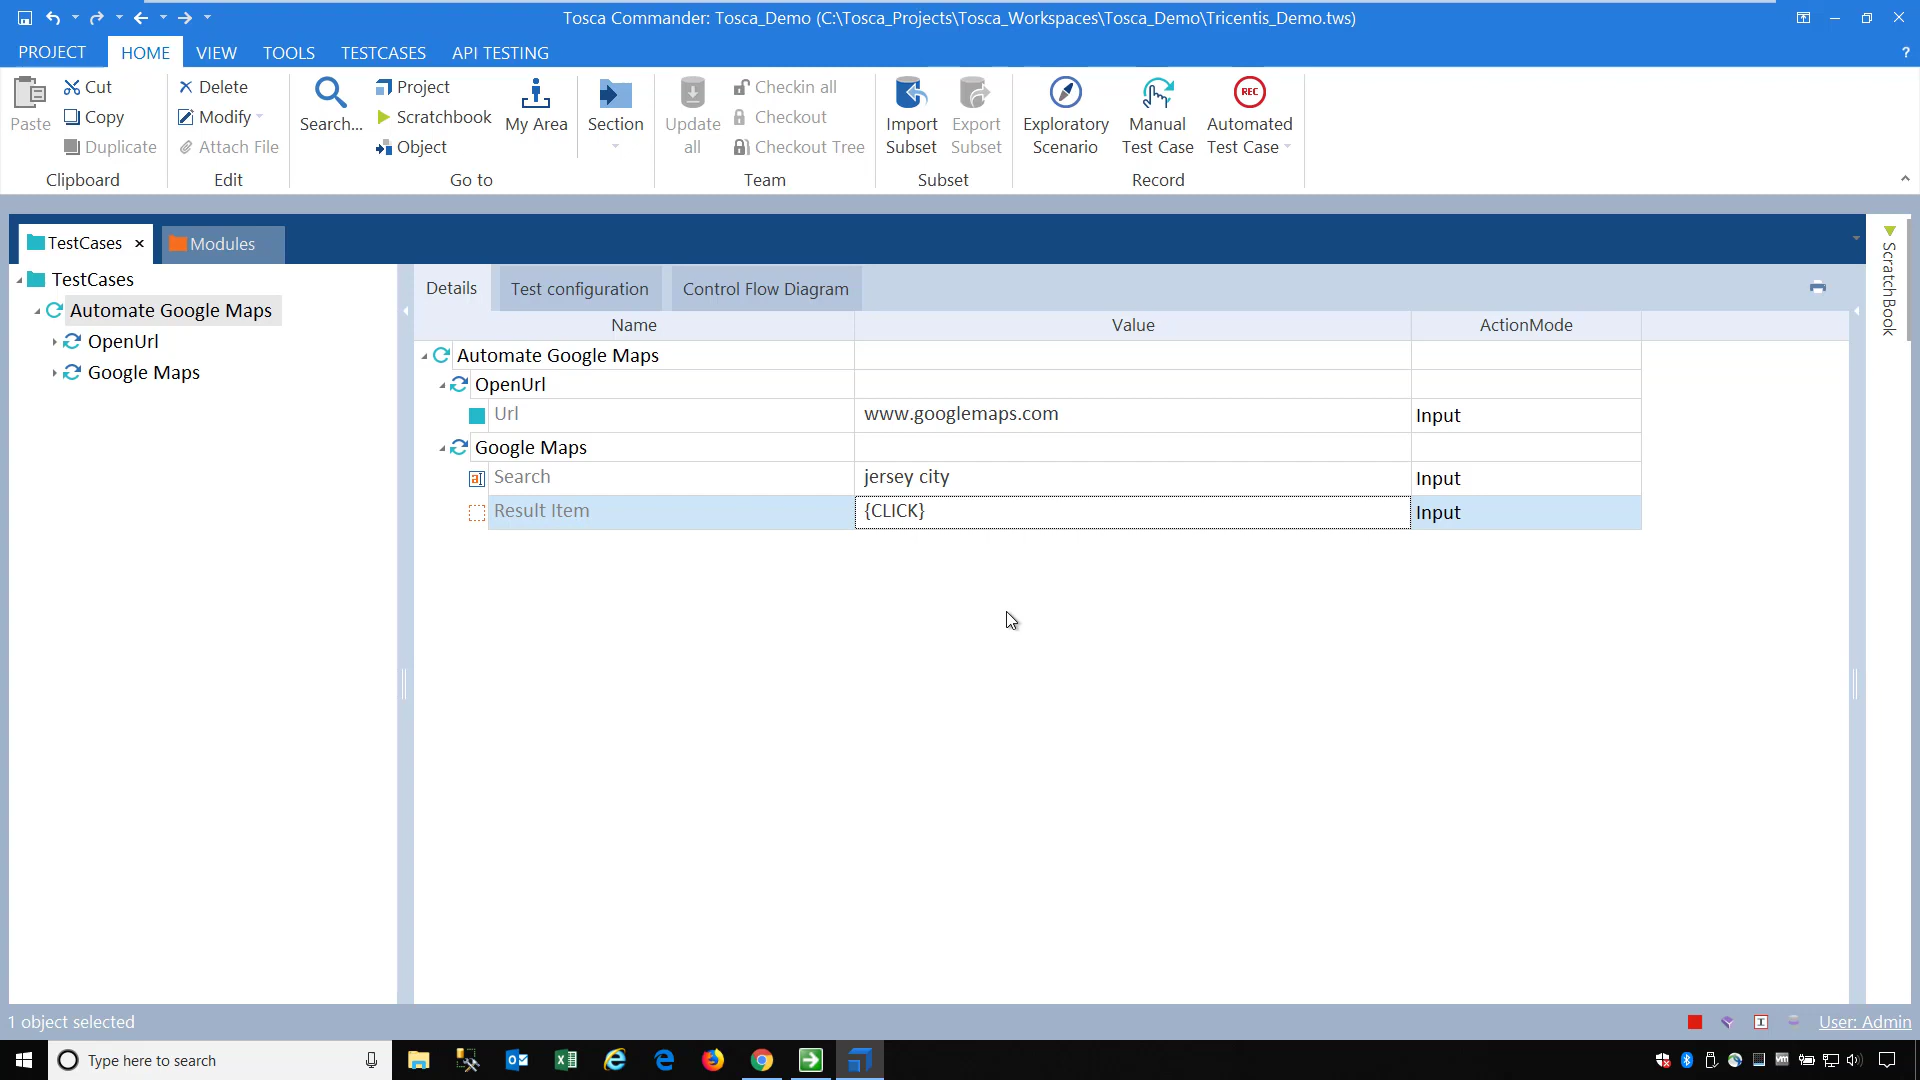 Tosca Commander: Tosca_Demo (C:\Tosca_Projects\Tosca_Workspaces\Tosca_Demo\Tricentis_Demo.tws)
PROJECT HOME VIEW TOOLS TESTCASES API TESTING ?
Paste
Cut
Copy
Duplicate
Clipboard
Delete
Modify
Attach File
Edit
Search...
Project
Scratchbook
Object
My Area
Section
Go to
Update
all
Checkin all
Checkout
Checkout Tree
Team
Import
Subset
Export
Subset
Subset
Exploratory
Scenario
Manual
Test Case
REC
Automated
Test Case
Record
TestCases × Modules
TestCases
Automate Google Maps
OpenUrl
Google Maps
Details Test configuration Control Flow Diagram
Name Value ActionMode
Automate Google Maps
OpenUrl
Url www.googlemaps.com Input
Google Maps
a Search jersey city Input
Result Item {CLICK} Input
ScratchBook
1 object selected
User: Admin
Type here to search